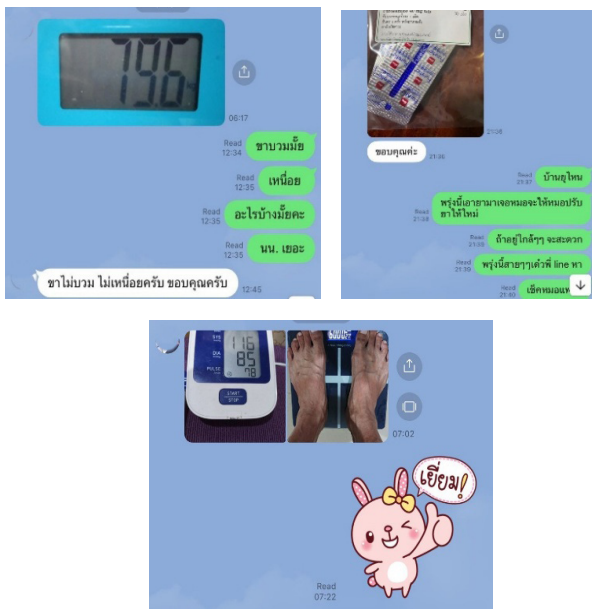 79.6
06:17
Read
12:34
ขาบวมมั้ย
Read
12:35
เหนื่อย
Read
12:35
อะไรบ้างมั้ยคะ
Read
12:35
นน. เยอะ
ขาไม่บวม ไม่เหนื่อยครับ ขอบคุณครับ
12:45
21:36
ขอบคุณค่ะ
21:36
Read
21:37
บ้านยูไหน
Read
21:38
พรุ่งนี้เอายามาเจอหมอจะให้หมอปรับ
ยาให้ใหม่
Read
21:39
ถ้าอยู่ใกล้ๆๆ จะสะดวก
Read
21:39
พรุ่งนี้สายๆๆเด๋วพี่ line หา
Read
21:40
เช็คหมอแพ
SYS
116
DIA
85
PULSE
78
START
STOP
07:02
เยี่ยม!
Read
07:22